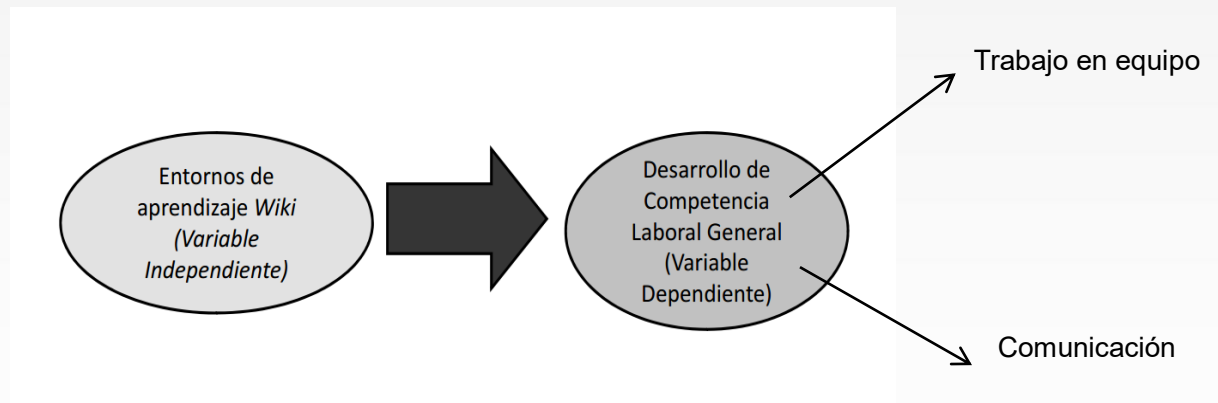 Trabajo en equipo
Entornos de
aprendizaje Wiki
(Variable
Independiente)
Desarrollo de
Competencia
Laboral General
(Variable
Dependiente)
Comunicación